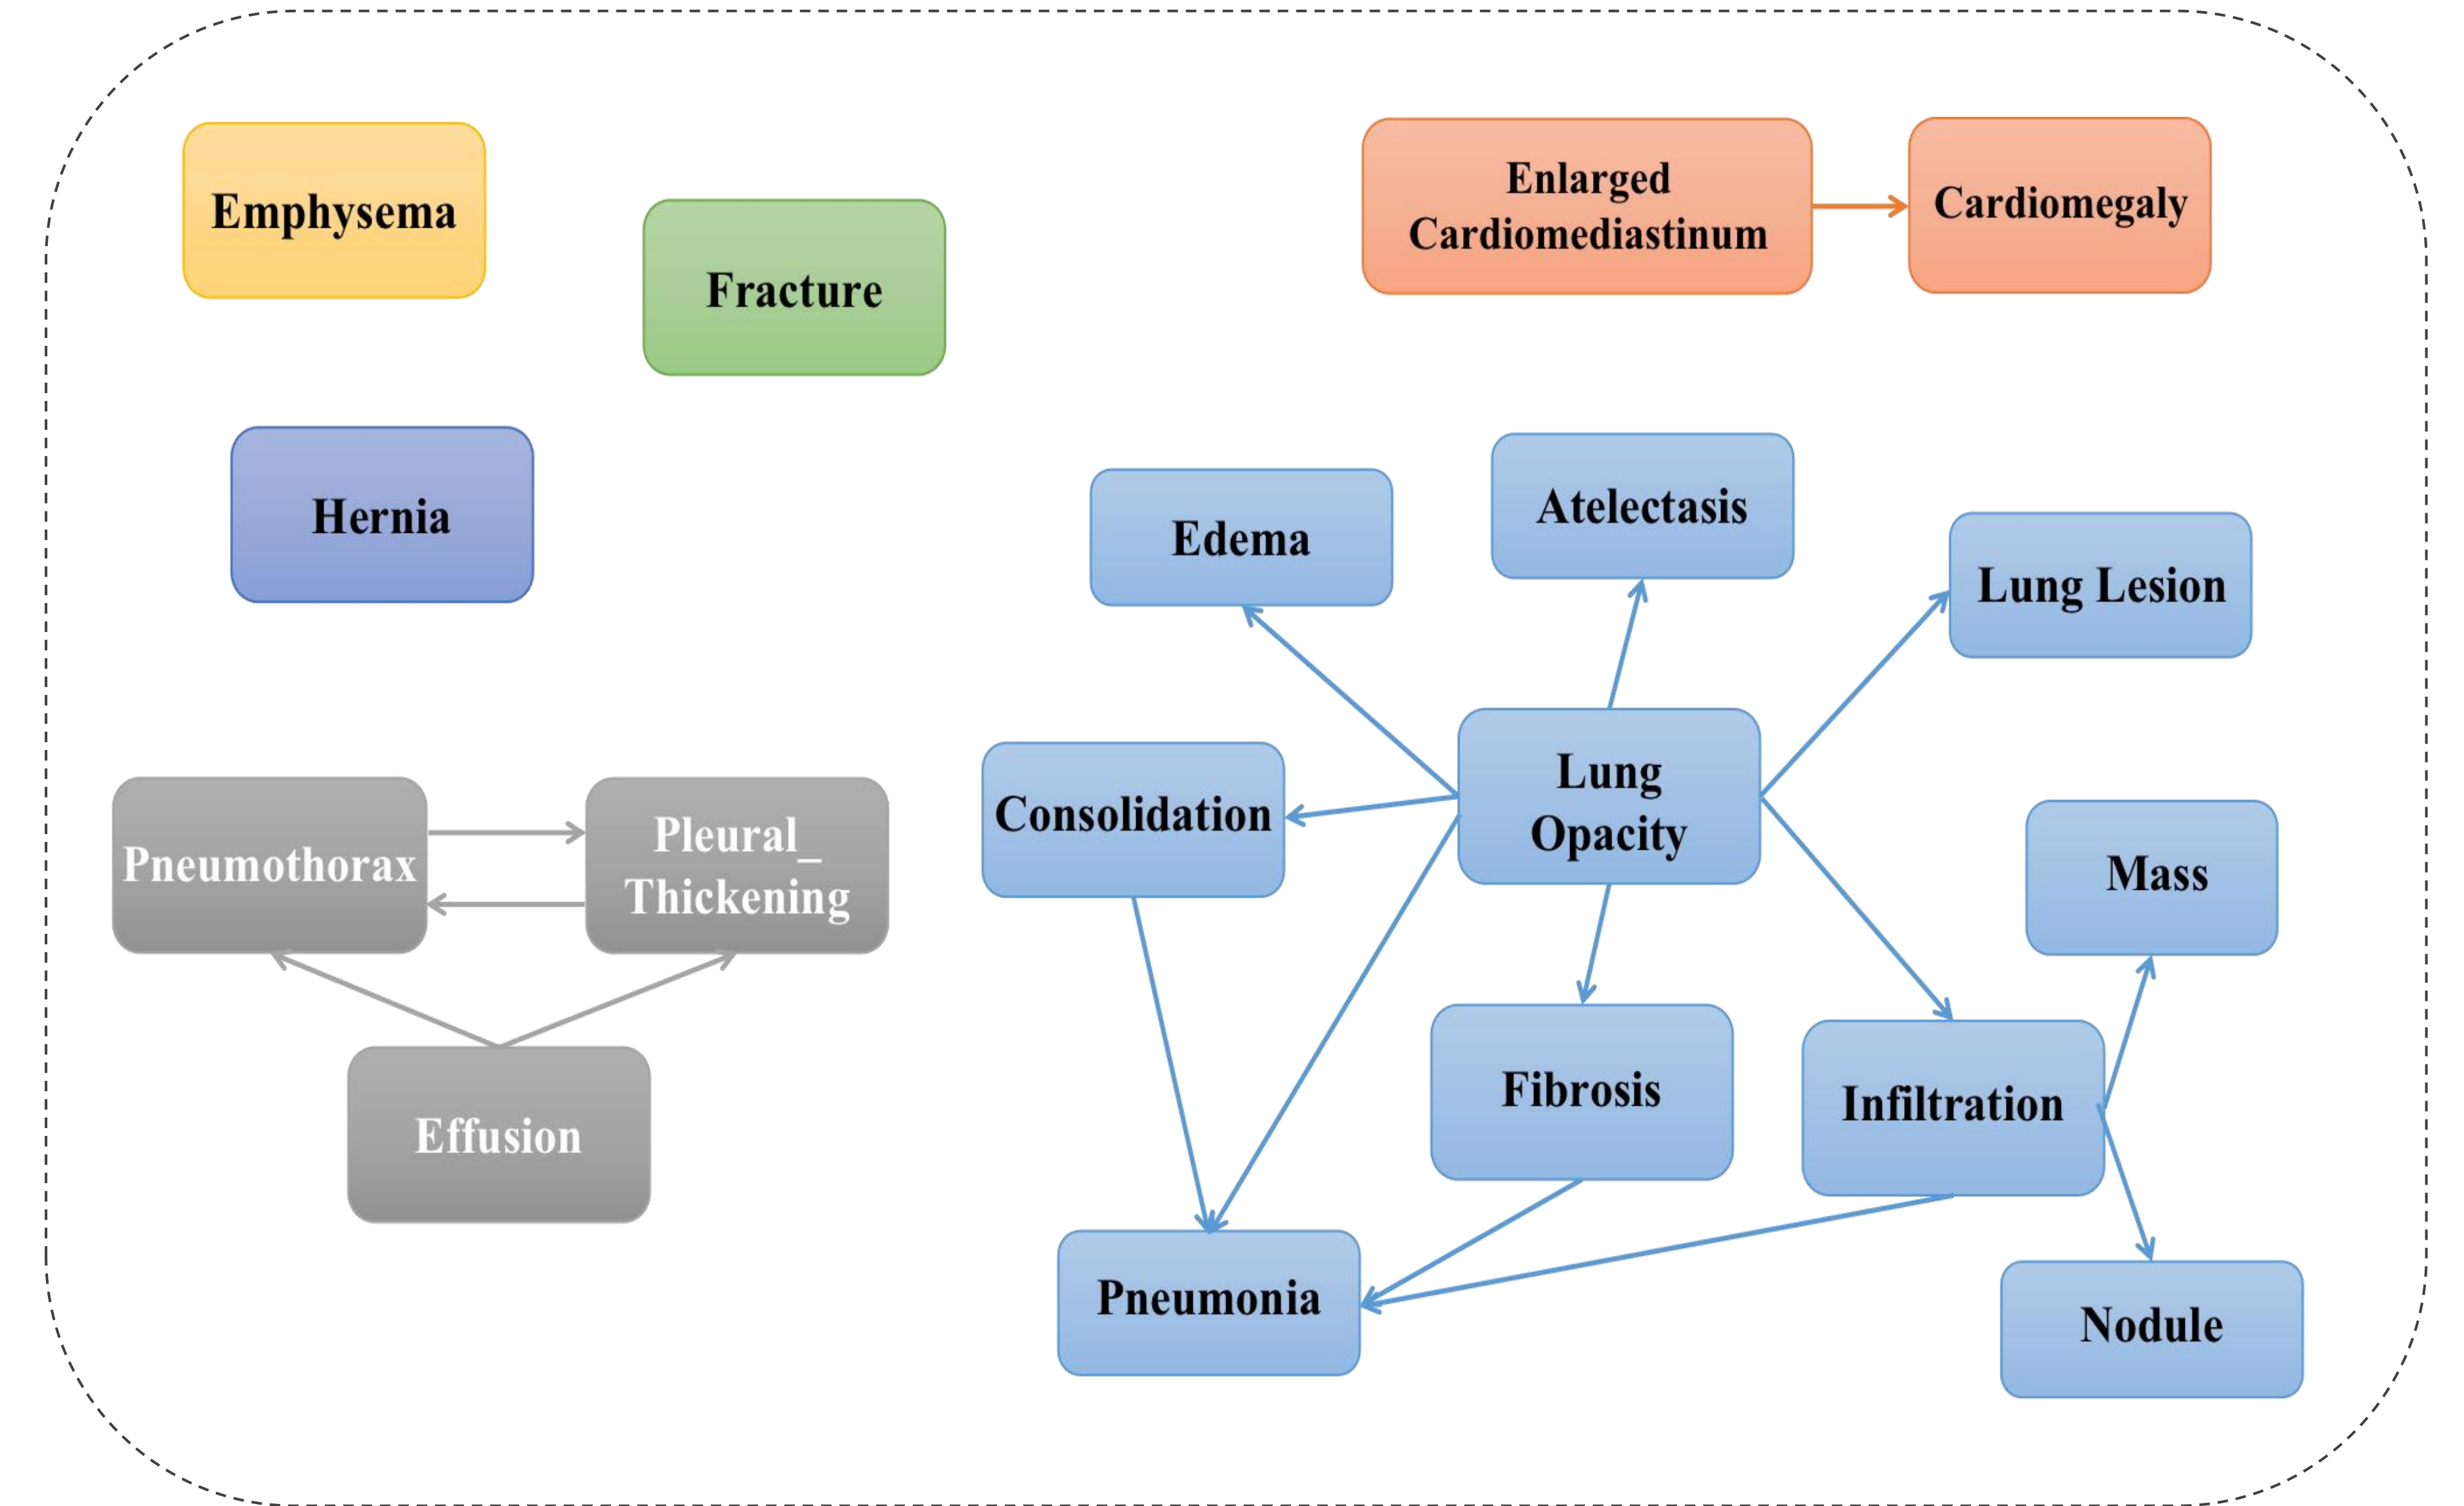 Emphysema
Fracture
Enlarged
Cardiomediastinum
Cardiomegaly
Hernia
Edema
Atelectasis
Lung Lesion
Pneumothorax
Pleural_
Thickening
Consolidation
Lung
Opacity
Mass
Effusion
Fibrosis
Infiltration
Pneumonia
Nodule